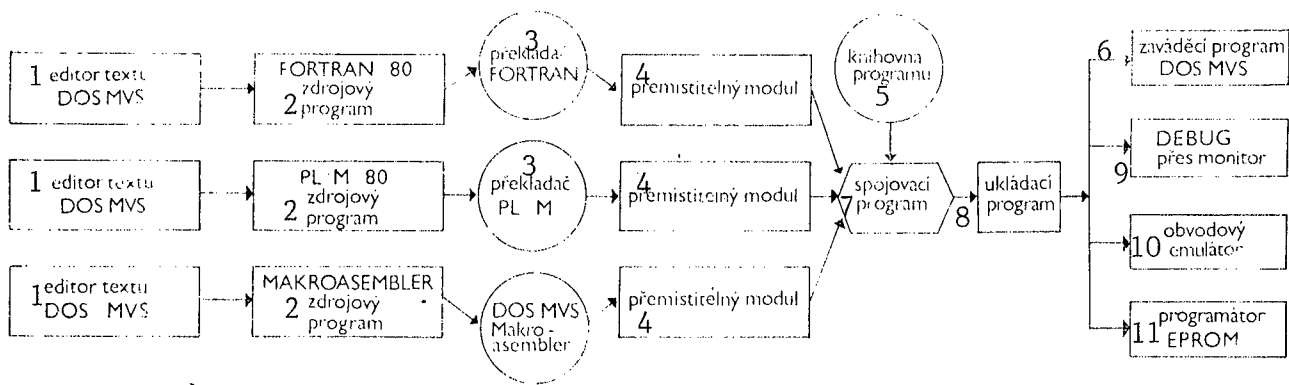 1 editor textu
DOS MVS
FORTRAN 80
zdrojový
2 program
3
překladač
FORTRAN
4
přemistitelný modul
knihovna
programu
5
6 zaváděcí program
DOS MVS
1 editor textu
DOS MVS
PL M 80
zdrojový
2 program
3
překladač
PL M
4
přemistitelný modul
7 spojovací
program
8
ukládací
program
9
DEBUG
přes monitor
10 obvodový
emulátor
1 editor textu
DOS MVS
MAKROASEMBLER
2 zdrojový
program
DOS MVS
Makro-
asembler
přemistitelný modul
4
11 programátor
EPROM